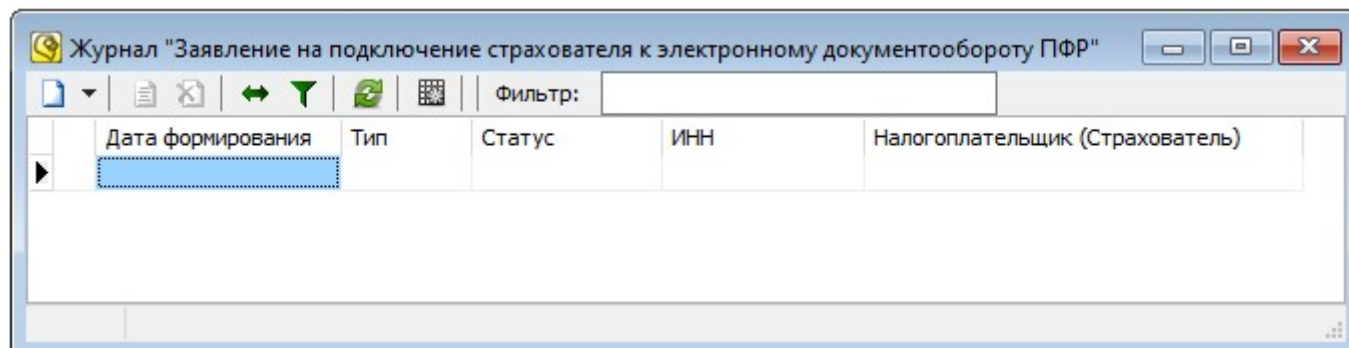 Журнал "Заявление на подключение страхователя к электронному документообороту ПФР"
Фильтр:
Дата формирования Тип Статус ИНН Налогоплательщик (Страхователь)